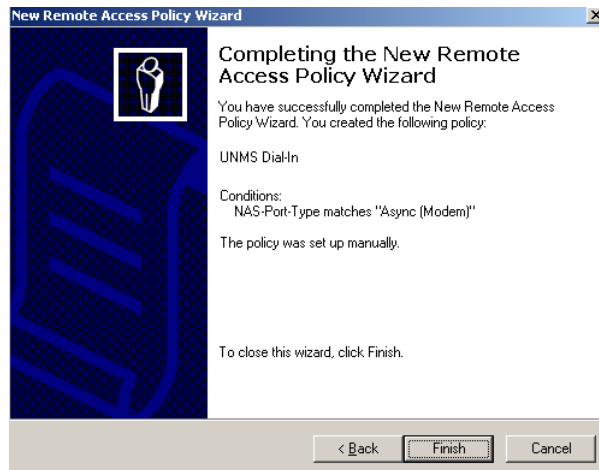 New Remote Access Policy Wizard
Completing the New Remote
Access Policy Wizard
You have successfully completed the New Remote Access
Policy Wizard. You created the following policy:
UNMS Dial-In
Conditions:
NAS-Port-Type matches "Async (Modem)"
The policy was set up manually.
To close this wizard, click Finish.
< Back
Finish
Cancel